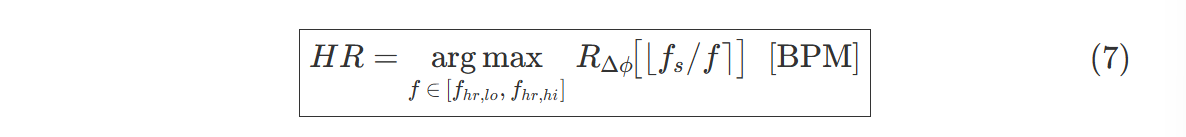 HR = arg max R_{Δϕ}[⌊f_s/f⌉] [BPM] (7)
f ∈ [f_{hr,lo}, f_{hr,hi}]